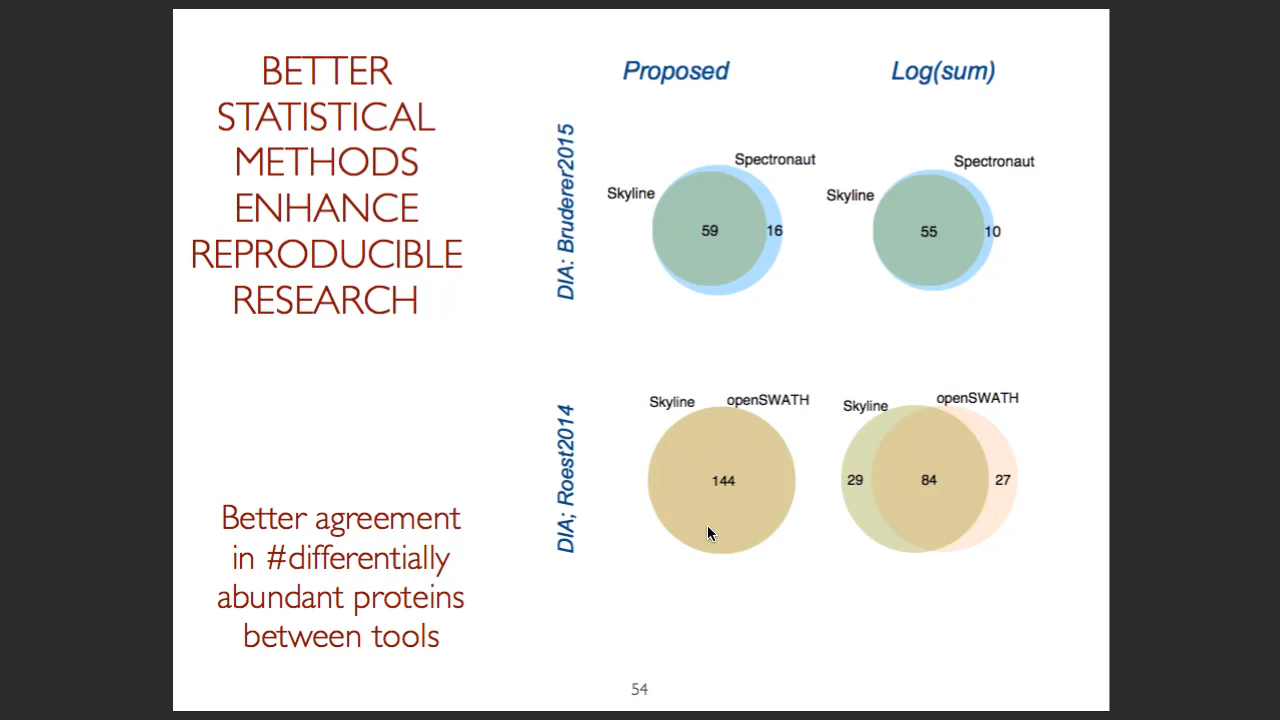 BETTER
STATISTICAL
METHODS
ENHANCE
REPRODUCIBLE
RESEARCH
Better agreement
in #differentially
abundant proteins
between tools
Proposed
Log(sum)
DIA: Bruderer2015
Skyline
Spectronaut
59
16
Skyline
Spectronaut
55
10
DIA; Roest2014
Skyline
openSWATH
144
Skyline
openSWATH
29
84
27
54